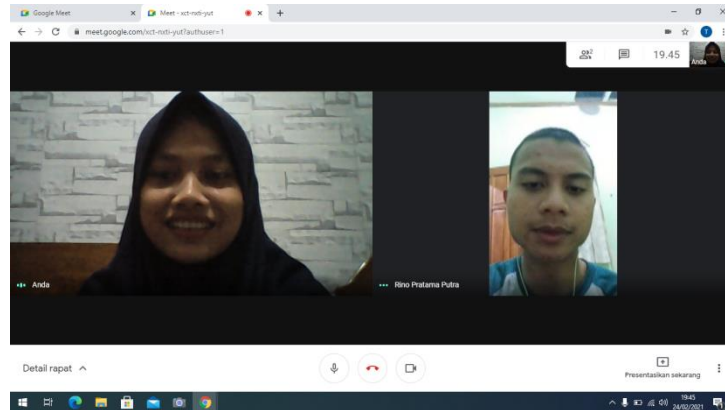 Google Meet
Meet - xct-nxti-yut
meet.google.com/xct-nxti-yut?authuser=1
2
19.45
Anda
Anda
Rino Pratama Putra
Detail rapat
Presentasikan sekarang
19:45
24/02/2021